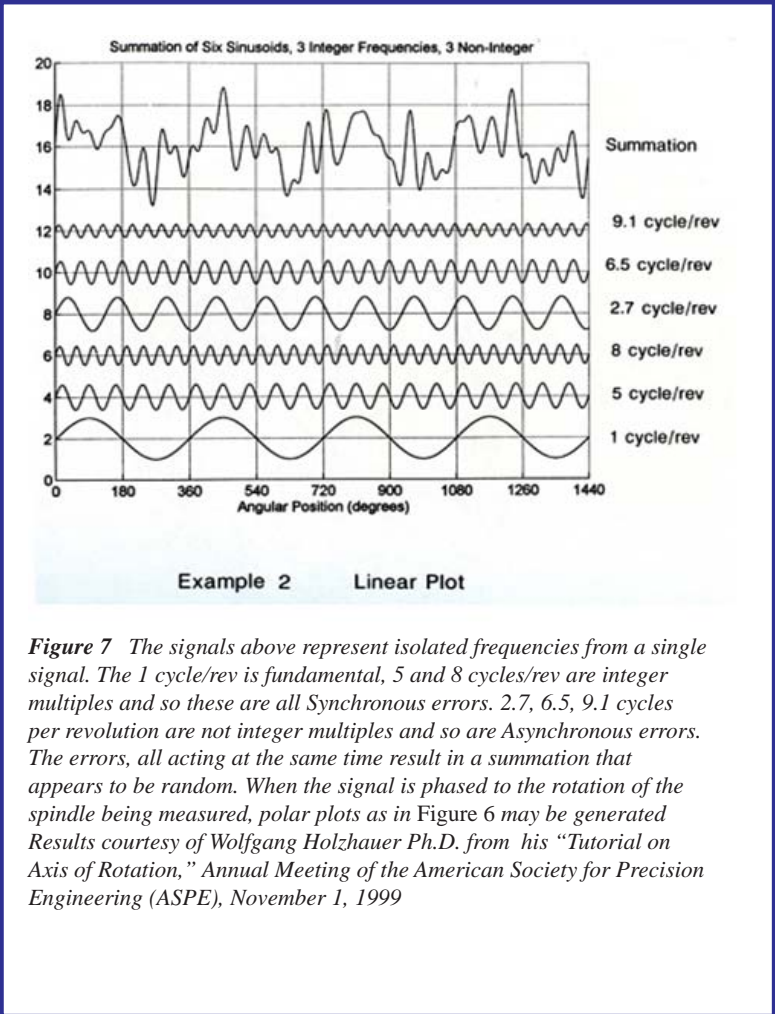 Summation of Six Sinusoids, 3 Integer Frequencies, 3 Non-Integer
20
18
16
14
12
10
8
6
4
2
0
Summation
9.1 cycle/rev
6.5 cycle/rev
2.7 cycle/rev
8 cycle/rev
5 cycle/rev
1 cycle/rev
0 180 360 540 720 900 1080 1260 1440
Angular Position (degrees)
Example 2 Linear Plot
Figure 7 The signals above represent isolated frequencies from a single
signal. The 1 cycle/rev is fundamental, 5 and 8 cycles/rev are integer
multiples and so these are all Synchronous errors. 2.7, 6.5, 9.1 cycles
per revolution are not integer multiples and so are Asynchronous errors.
The errors, all acting at the same time result in a summation that
appears to be random. When the signal is phased to the rotation of the
spindle being measured, polar plots as in Figure 6 may be generated
Results courtesy of Wolfgang Holzhauer Ph.D. from his “Tutorial on
Axis of Rotation,” Annual Meeting of the American Society for Precision
Engineering (ASPE), November 1, 1999